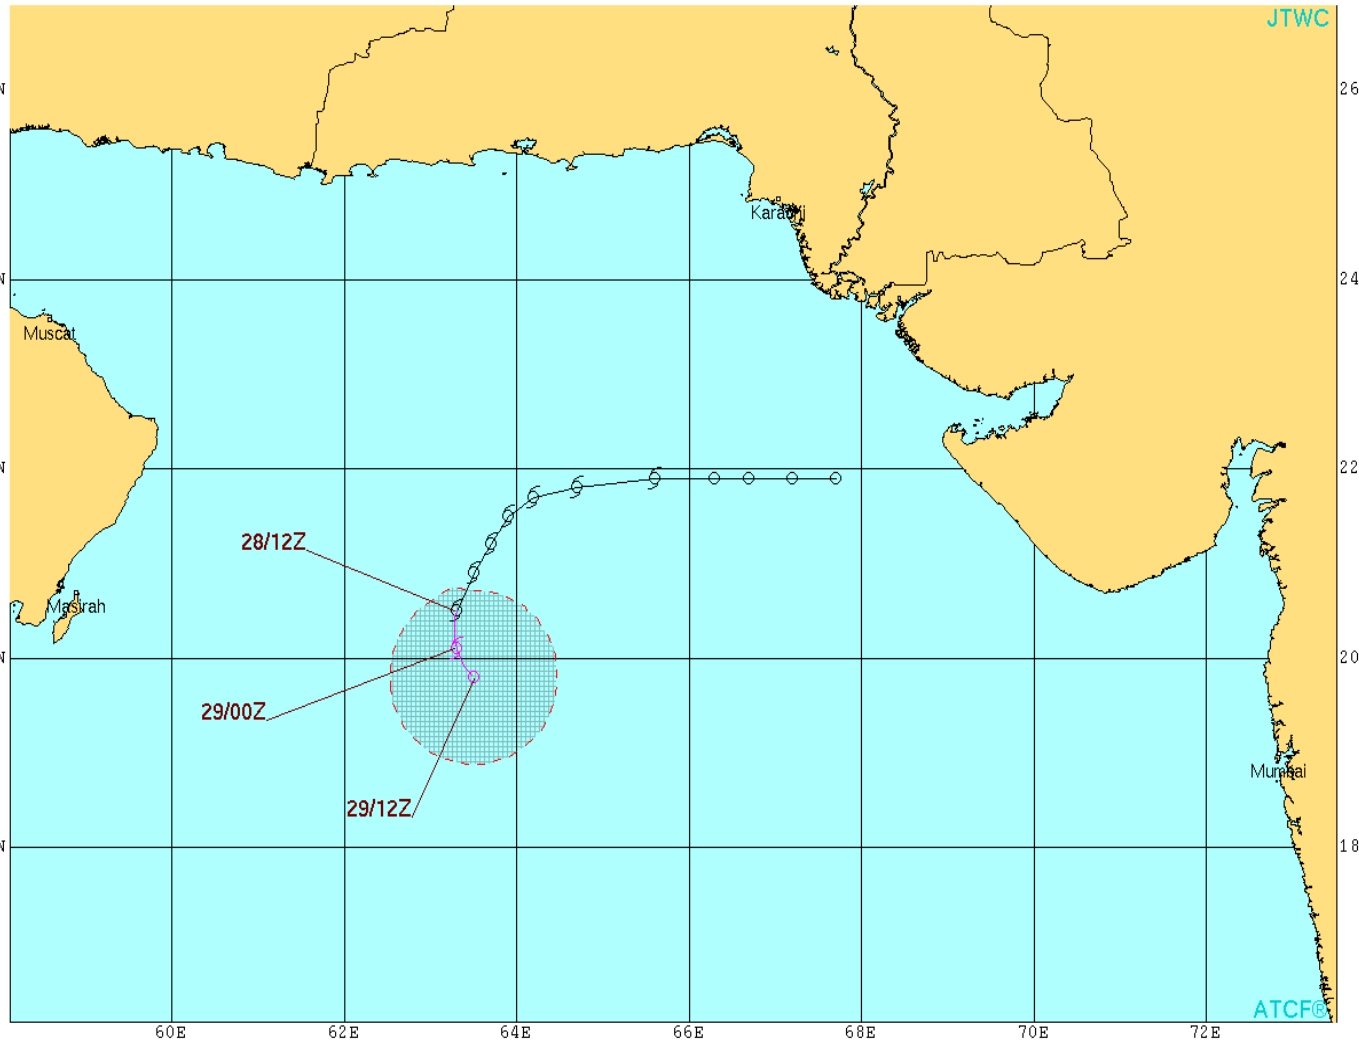 JTWC
N 26
Karachi
N 24
Muscat
N 22
28/12Z
Masirah
N 20
29/00Z
Mumbai
29/12Z
N 18
ATCF®
60E 62E 64E 66E 68E 70E 72E